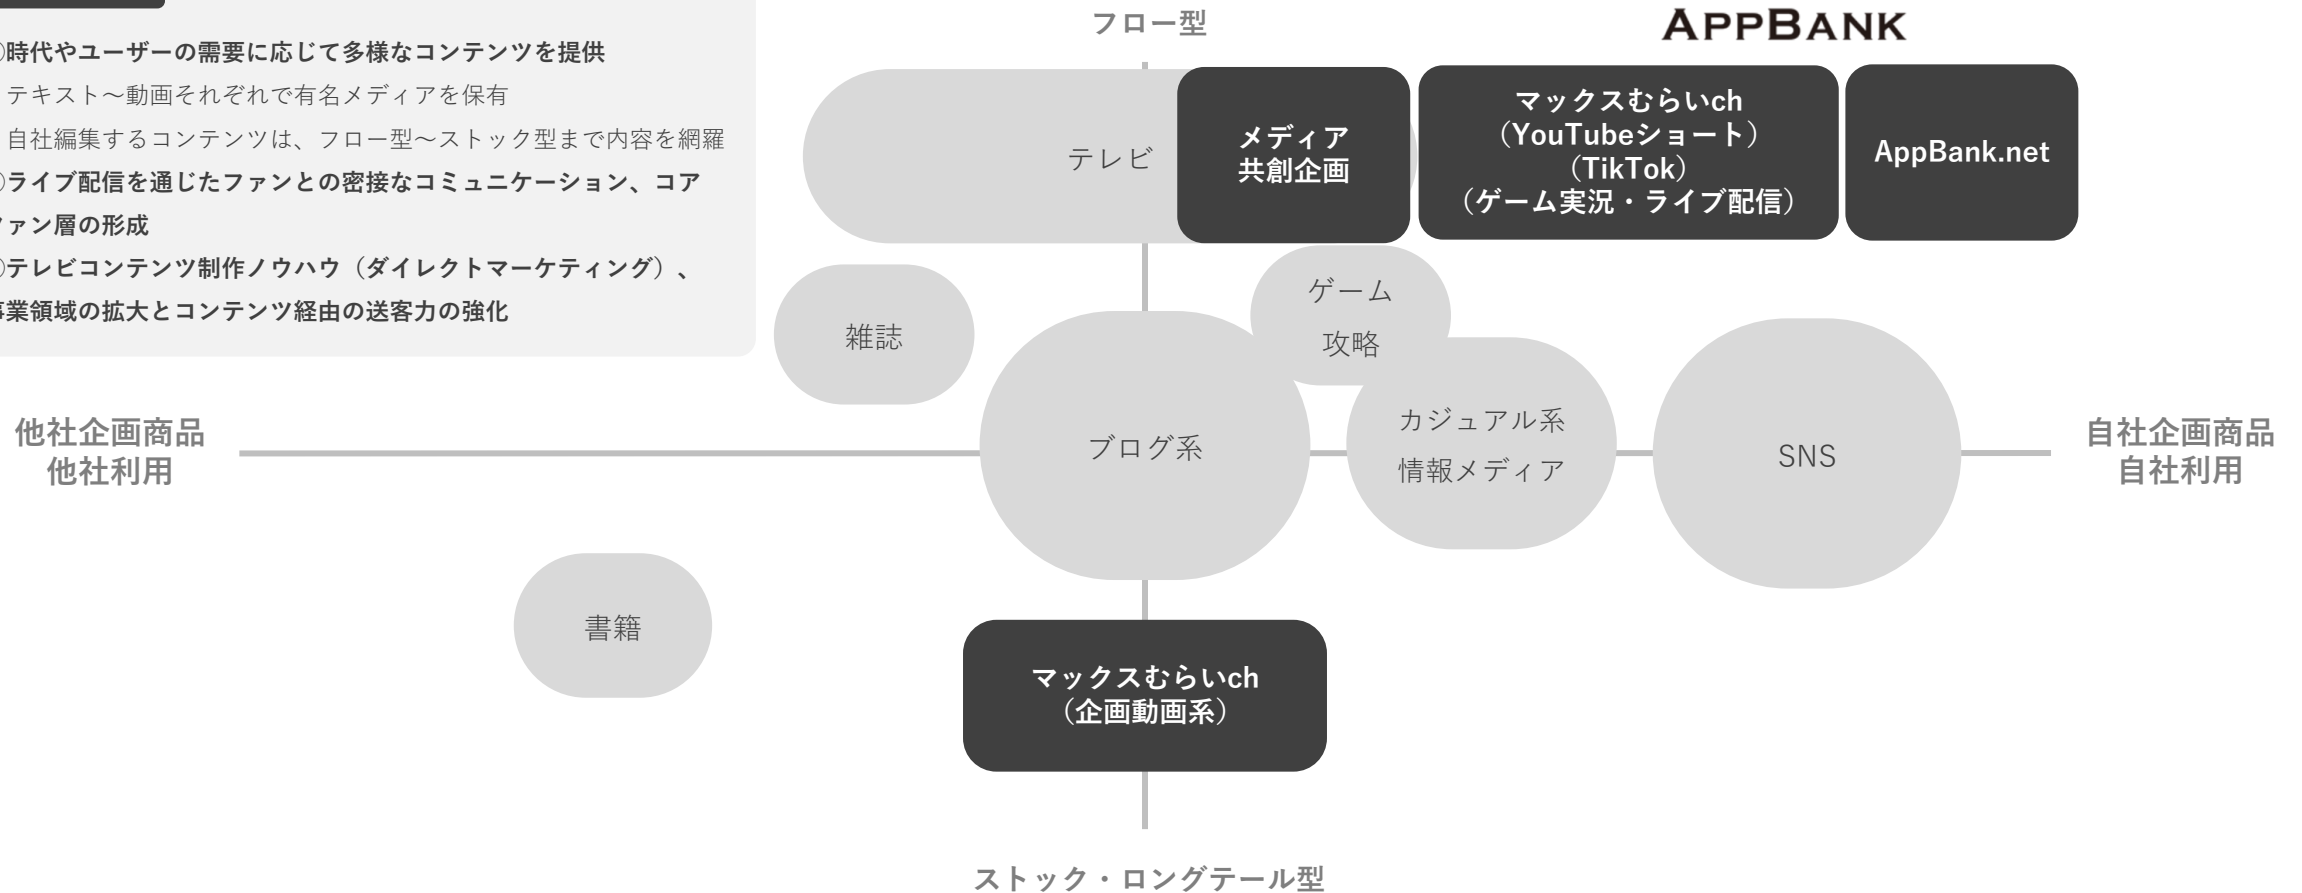 時代やユーザーの需要に応じて多様なコンテンツを提供
テキスト～動画それぞれで有名メディアを保有
自社編集するコンテンツは、フロー型～ストック型まで内容を網羅
ライブ配信を通じたファンとの密接なコミュニケーション、コア
ファン層の形成
テレビコンテンツ制作ノウハウ（ダイレクトマーケティング）、
事業領域の拡大とコンテンツ経由の送客力の強化
フロー型
APPBANK
テレビ
メディア
共創企画
マックスむらいch
（YouTubeショート）
（TikTok）
（ゲーム実況・ライブ配信）
AppBank.net
雑誌
ゲーム
攻略
他社企画商品
他社利用
ブログ系
カジュアル系
情報メディア
SNS
自社企画商品
自社利用
書籍
マックスむらいch
（企画動画系）
ストック・ロングテール型